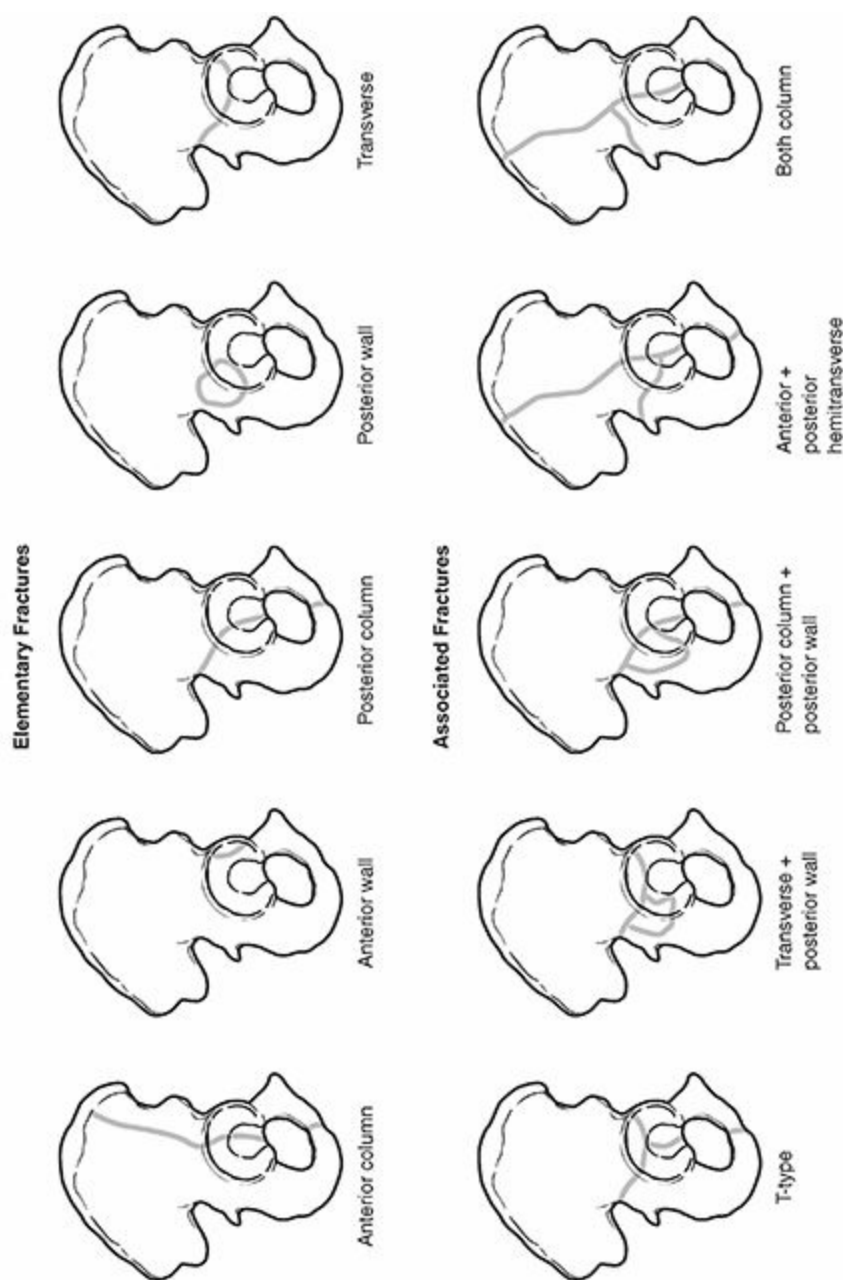 Elementary Fractures
Anterior column
Anterior wall
Posterior column
Posterior wall
Transverse
Associated Fractures
T-type
Transverse +
posterior wall
Posterior column +
posterior wall
Anterior +
posterior
hemitransverse
Both column